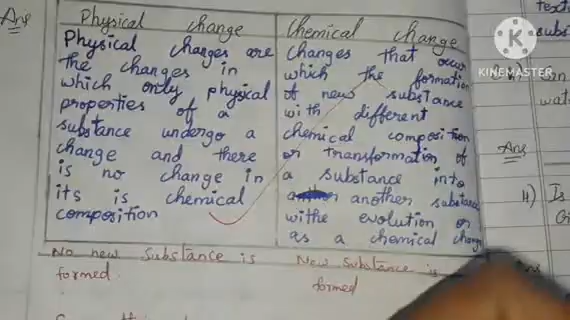 Ans
Physical change
Physical changes are
the changes in
which only physical
properties of a
substance undergo a
change and there
is no change in
its is chemical
composition
No new substance is
formed
Chemical change
Changes that occur
which the formation
of new substance
with different
chemical composition
or transformation of
a substance into
another substance
withe evolution or
as a chemical change
New substance is
formed
KINEMASTER
Ans
4) Is